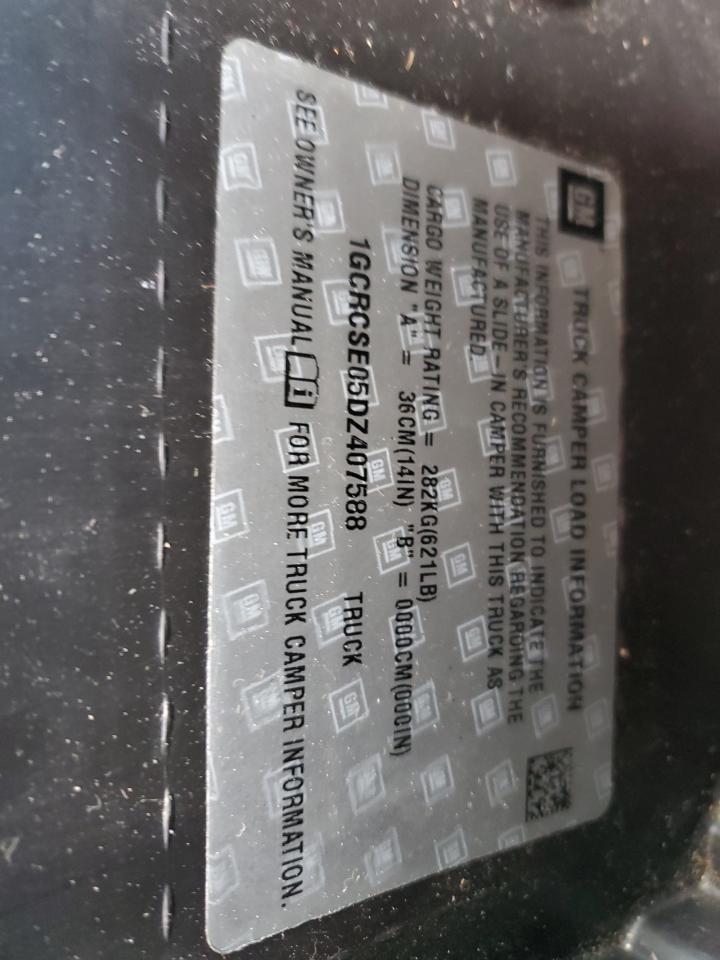 GM
TRUCK CAMPER LOAD INFORMATION
THIS INFORMATION IS FURNISHED TO INDICATE THE
MANUFACTURER'S RECOMMENDATION REGARDING THE
USE OF A SLIDE-IN CAMPER WITH THIS TRUCK AS
MANUFACTURED.
CARGO WEIGHT RATING = 282KG(621LB)
DIMENSION "A" = 36CM(14IN) "B" = 0000CM(000IN)
1GCRCSE05DZ407588 TRUCK
SEE OWNER'S MANUAL i FOR MORE TRUCK CAMPER INFORMATION.